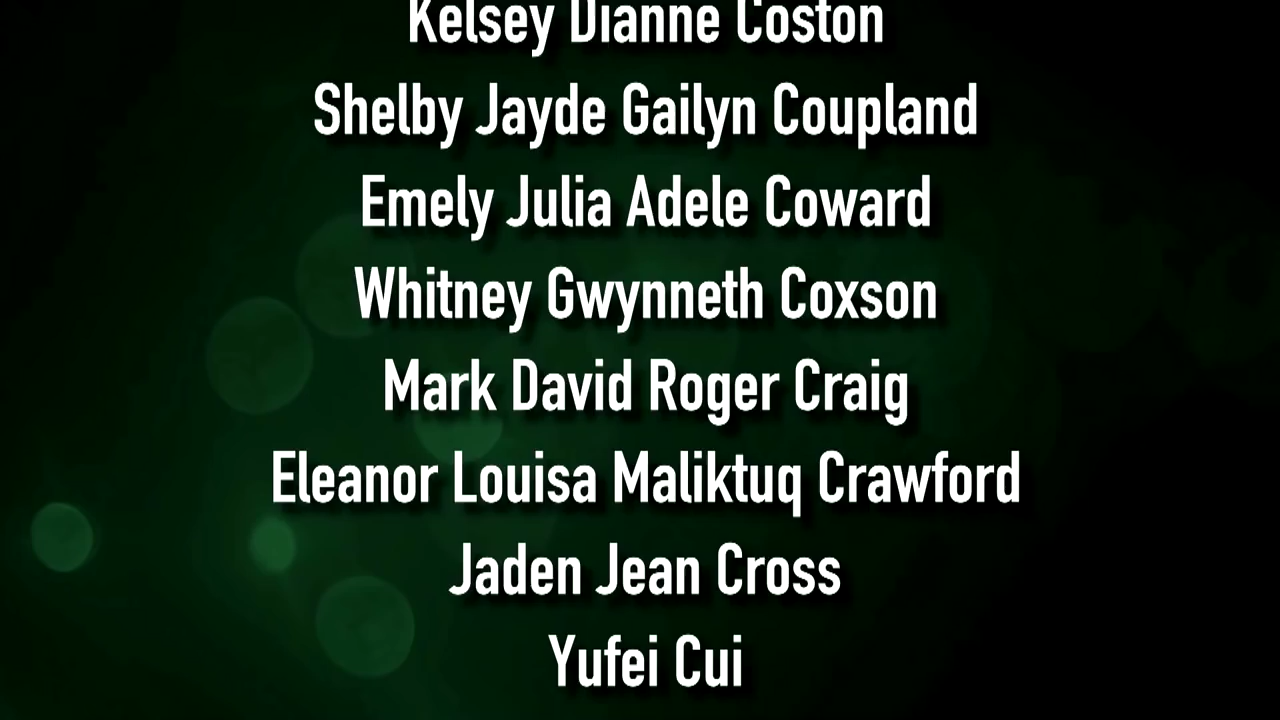 Kelsey Dianne Coston
Shelby Jayde Gailyn Coupland
Emely Julia Adele Coward
Whitney Gwynneth Coxson
Mark David Roger Craig
Eleanor Louisa Maliktuq Crawford
Jaden Jean Cross
Yufei Cui